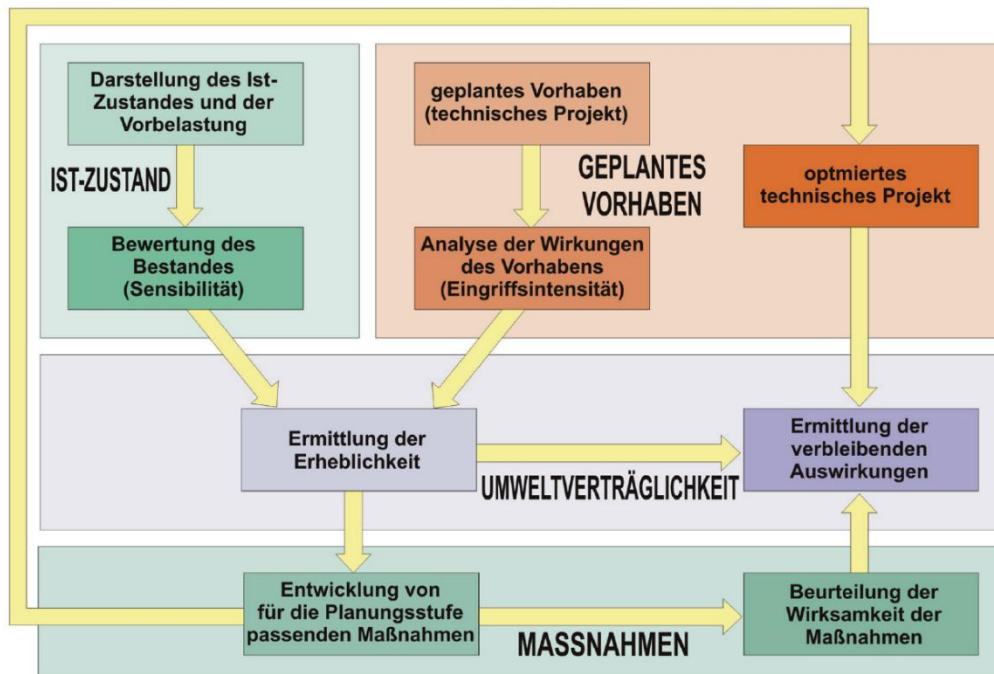 Darstellung des Ist-
Zustandes und der
Vorbelastung
IST-ZUSTAND
Bewertung des
Bestandes
(Sensibilität)
geplantes Vorhaben
(technisches Projekt)
GEPLANTES
VORHABEN
Analyse der Wirkungen
des Vorhabens
(Eingriffsintensität)
optmiertes
technisches Projekt
Ermittlung der
Erheblichkeit
UMWELTVERTRÄGLICHKEIT
Ermittlung der
verbleibenden
Auswirkungen
Entwicklung von
für die Planungsstufe
passenden Maßnahmen
MASSNAHMEN
Beurteilung der
Wirksamkeit der
Maßnahmen